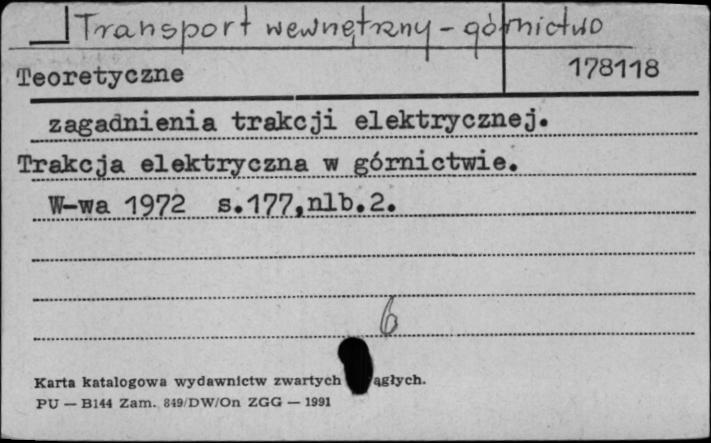 Transport wewnętrzny - górnictwo
Teoretyczne 178118
zagadnienia trakcji elektrycznej.
Trakcja elektryczna w górnictwie.
W-wa 1972 s.177,nlb.2.
6
Karta katalogowa wydawnictw zwartych ągłych.
PU — B144 Zam. 849/DW/On ZGG — 1991